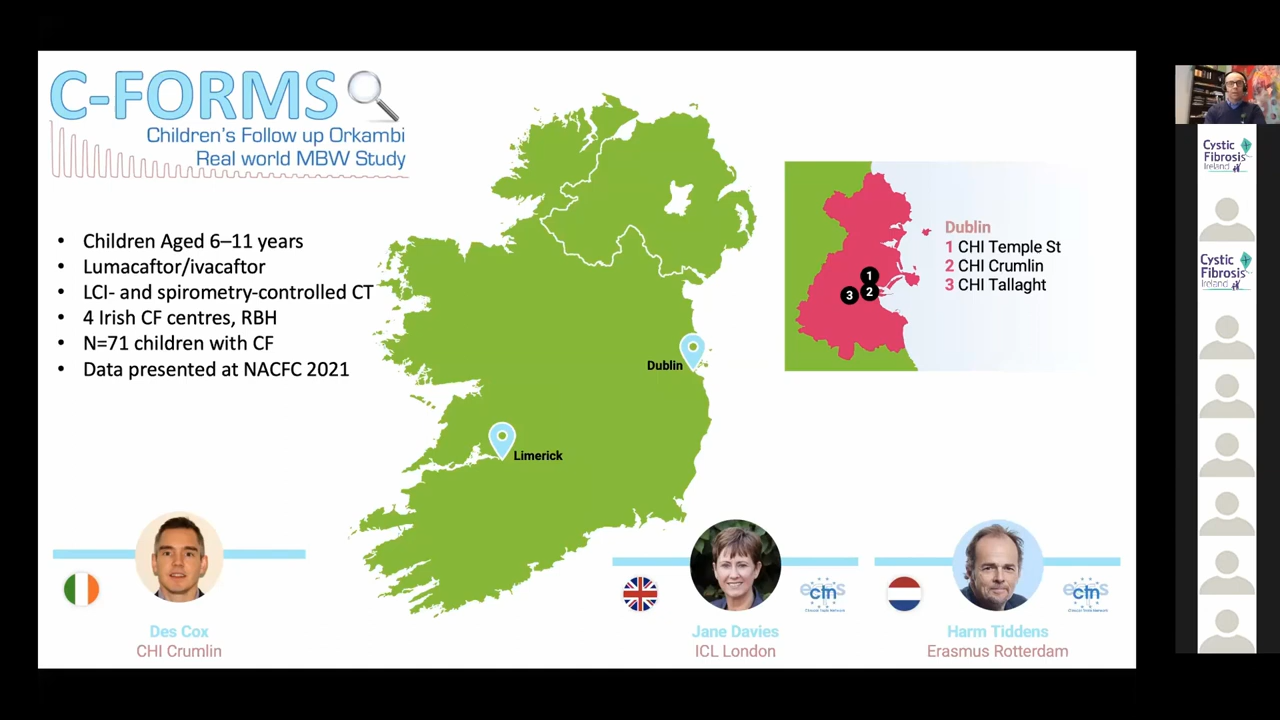 C-FORMS
Children's Follow up Orkambi
Real world MBW Study
• Children Aged 6–11 years
• Lumacaftor/ivacaftor
• LCI- and spirometry-controlled CT
• 4 Irish CF centres, RBH
• N=71 children with CF
• Data presented at NACFC 2021
Dublin
Limerick
Dublin
1 CHI Temple St
2 CHI Crumlin
3 CHI Tallaght
1
2
3
Des Cox
CHI Crumlin
ctn
Jane Davies
ICL London
ctn
Harm Tiddens
Erasmus Rotterdam
Cystic
Fibrosis
Ireland
Cystic
Fibrosis
Ireland